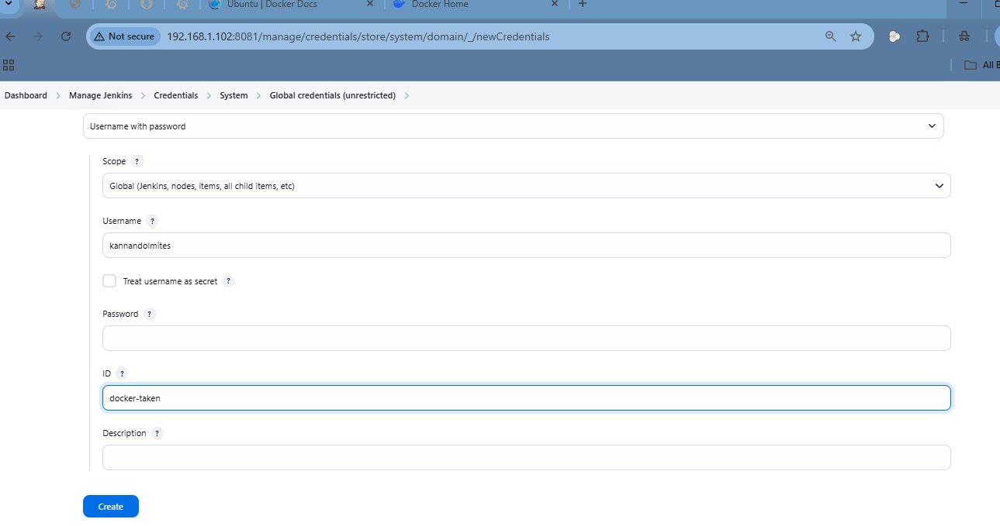 Ubuntu | Docker Docs
Docker Home
Not secure
192.168.1.102:8081/manage/credentials/store/system/domain/_/newCredentials
All B
Dashboard > Manage Jenkins > Credentials > System > Global credentials (unrestricted) >
Username with password
Scope ?
Global (Jenkins, nodes, items, all child items, etc)
Username ?
kannandolmites
Treat username as secret ?
Password ?
ID ?
docker-taken
Description ?
Create